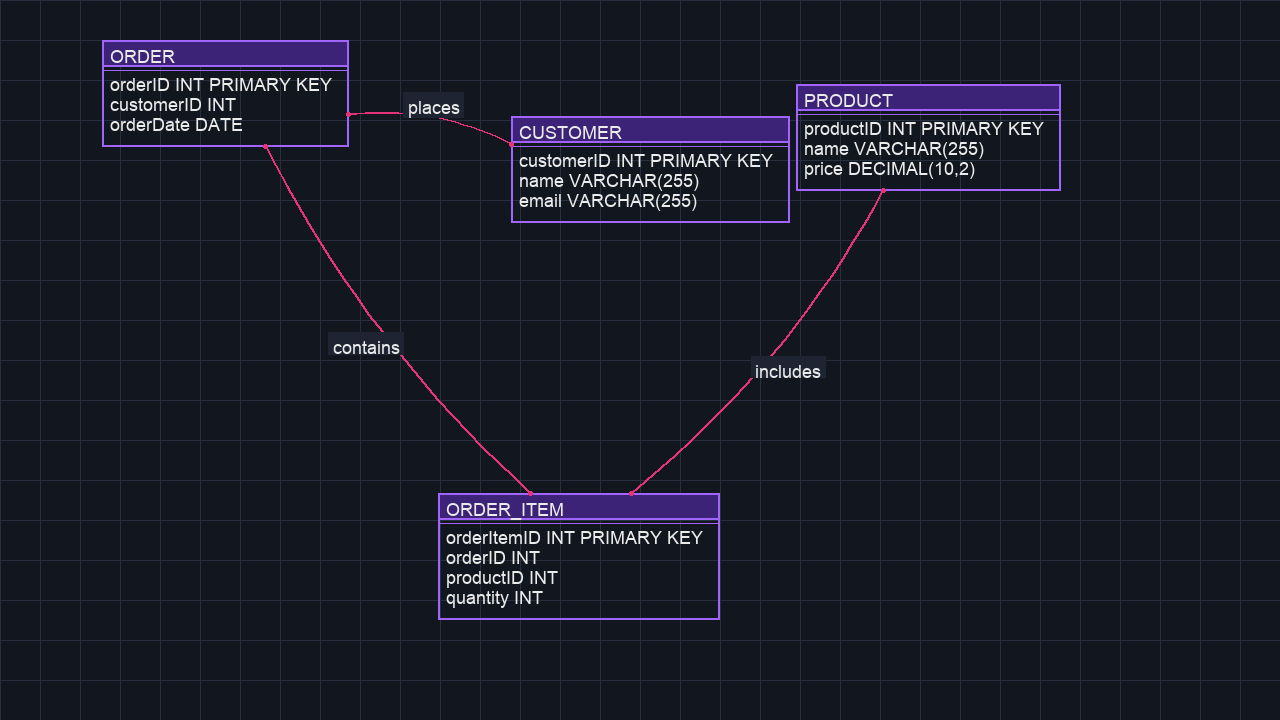 ORDER
orderID INT PRIMARY KEY
customerID INT
orderDate DATE
places
CUSTOMER
customerID INT PRIMARY KEY
name VARCHAR(255)
email VARCHAR(255)
PRODUCT
productID INT PRIMARY KEY
name VARCHAR(255)
price DECIMAL(10,2)
contains
includes
ORDER_ITEM
orderItemID INT PRIMARY KEY
orderID INT
productID INT
quantity INT